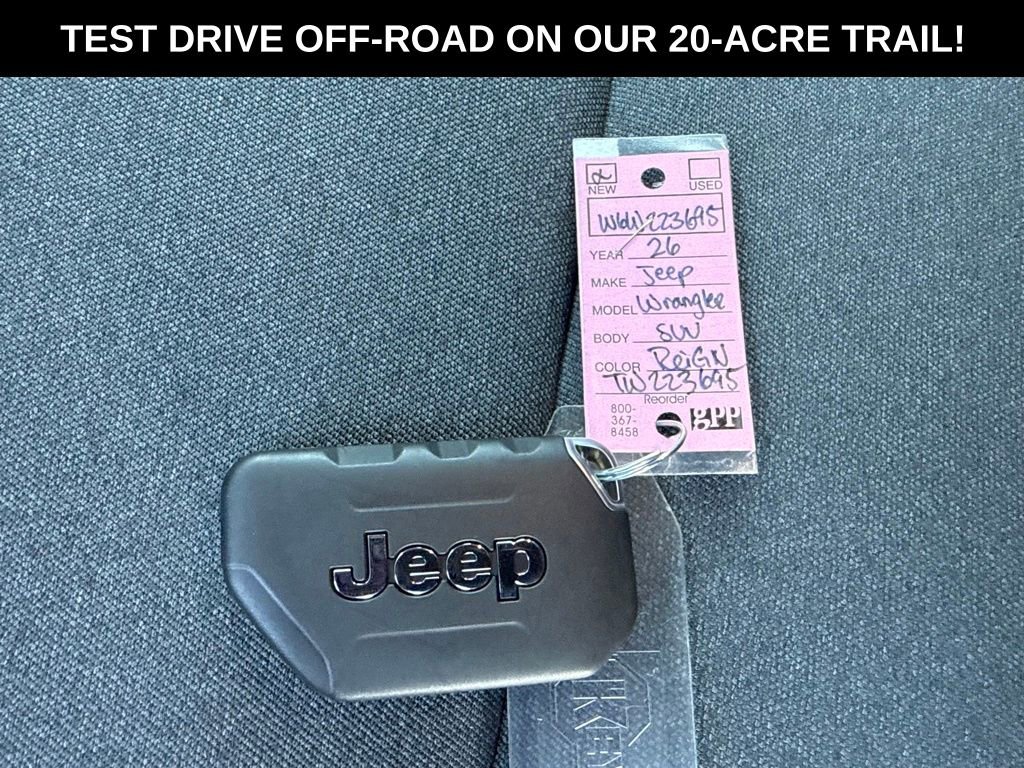 TEST DRIVE OFF-ROAD ON OUR 20-ACRE TRAIL!
NEW USED
W6W223695
YEAR 26
MAKE Jeep
MODEL Wrangler
BODY SUV
COLOR ReiGN
TW223695
Reorder
800-
367-
8458
gpp
Jeep